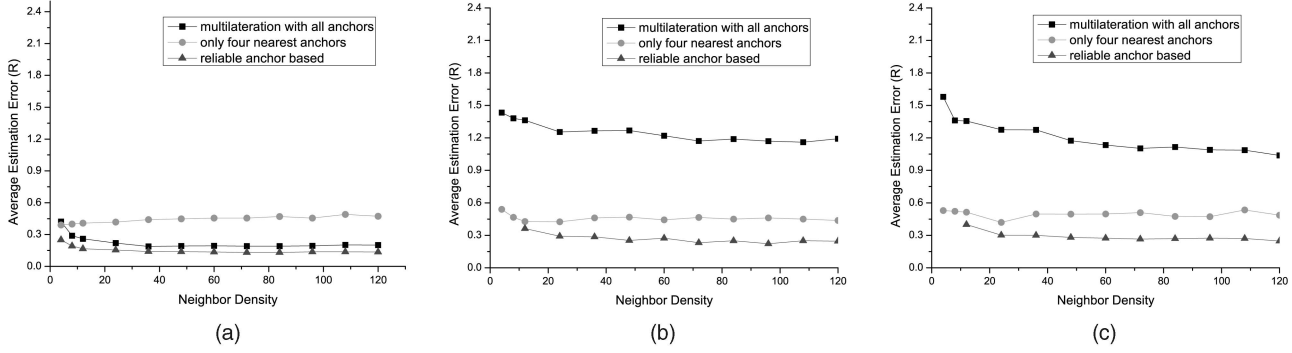 2.4
2.1
1.8
1.5
1.2
0.9
0.6
0.3
0.0
Average Estimation Error (R)
multilateration with all anchors
only four nearest anchors
reliable anchor based
0 20 40 60 80 100 120
Neighbor Density
(a)
2.4
2.1
1.8
1.5
1.2
0.9
0.6
0.3
0.0
Average Estimation Error (R)
multilateration with all anchors
only four nearest anchors
reliable anchor based
0 20 40 60 80 100 120
Neighbor Density
(b)
2.4
2.1
1.8
1.5
1.2
0.9
0.6
0.3
0.0
Average Estimation Error (R)
multilateration with all anchors
only four nearest anchors
reliable anchor based
0 20 40 60 80 100 120
Neighbor Density
(c)